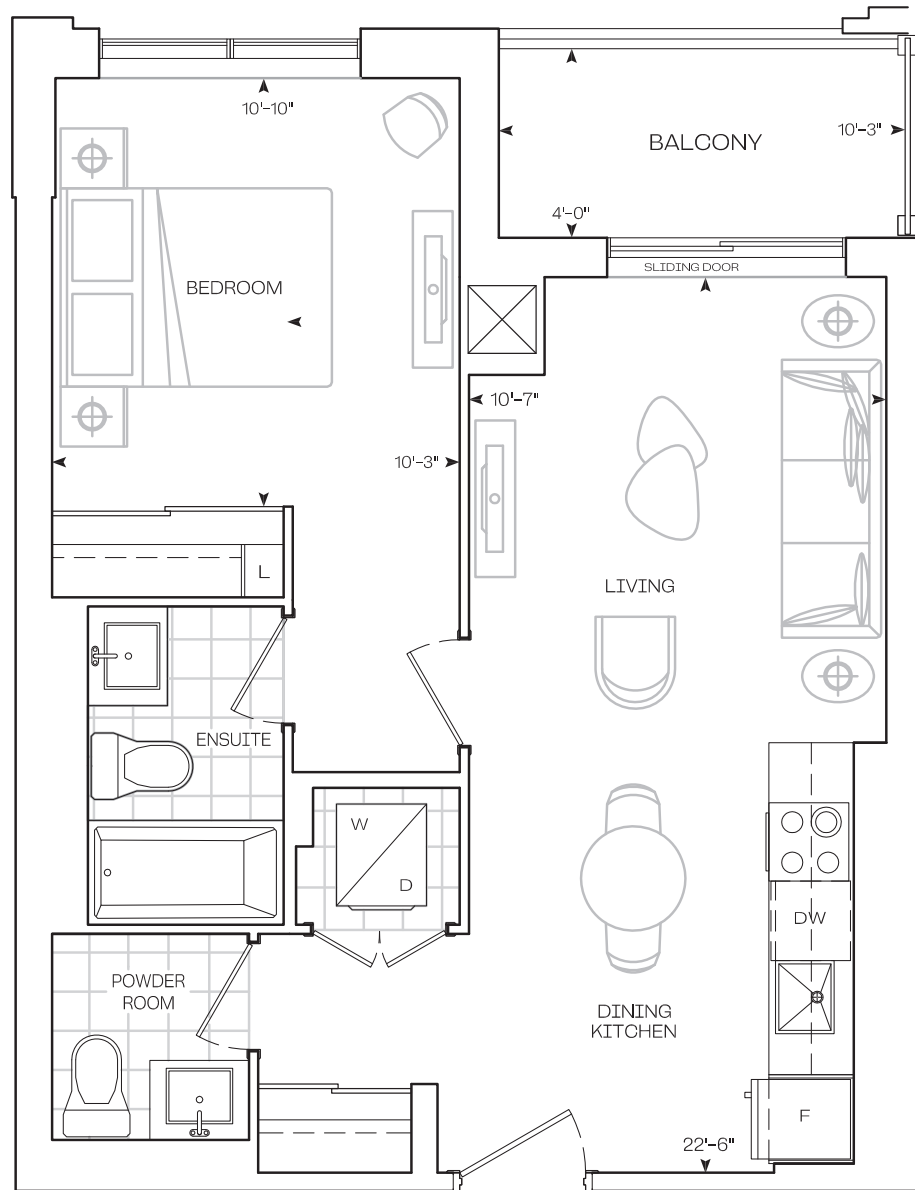 10'-10"
BALCONY
10'-3"
4'-0"
SLIDING DOOR
BEDROOM
10'-7"
10'-3"
L
LIVING
ENSUITE
W
D
DW
POWDER
ROOM
DINING
KITCHEN
F
22'-6"